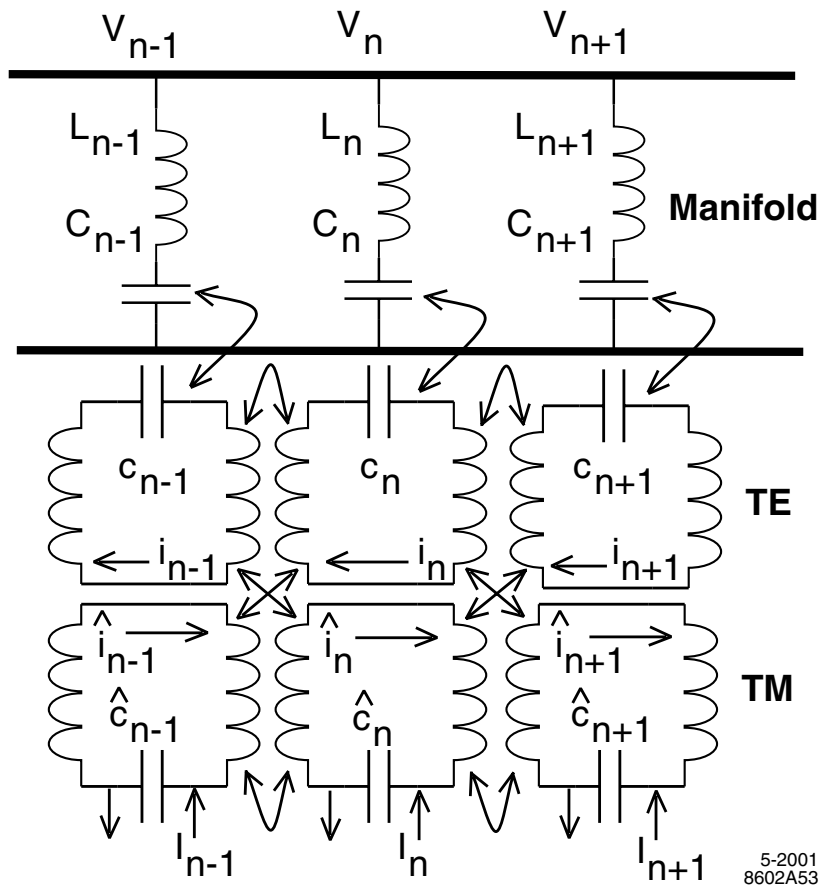 V_{n-1} V_n V_{n+1}
L_{n-1} L_n L_{n+1}
C_{n-1} C_n C_{n+1} Manifold
c_{n-1} c_n c_{n+1} TE
i_{n-1} i_n i_{n+1}
î_{n-1} î_n î_{n+1}
ĉ_{n-1} ĉ_n ĉ_{n+1} TM
I_{n-1} I_n I_{n+1}
5-2001
8602A53